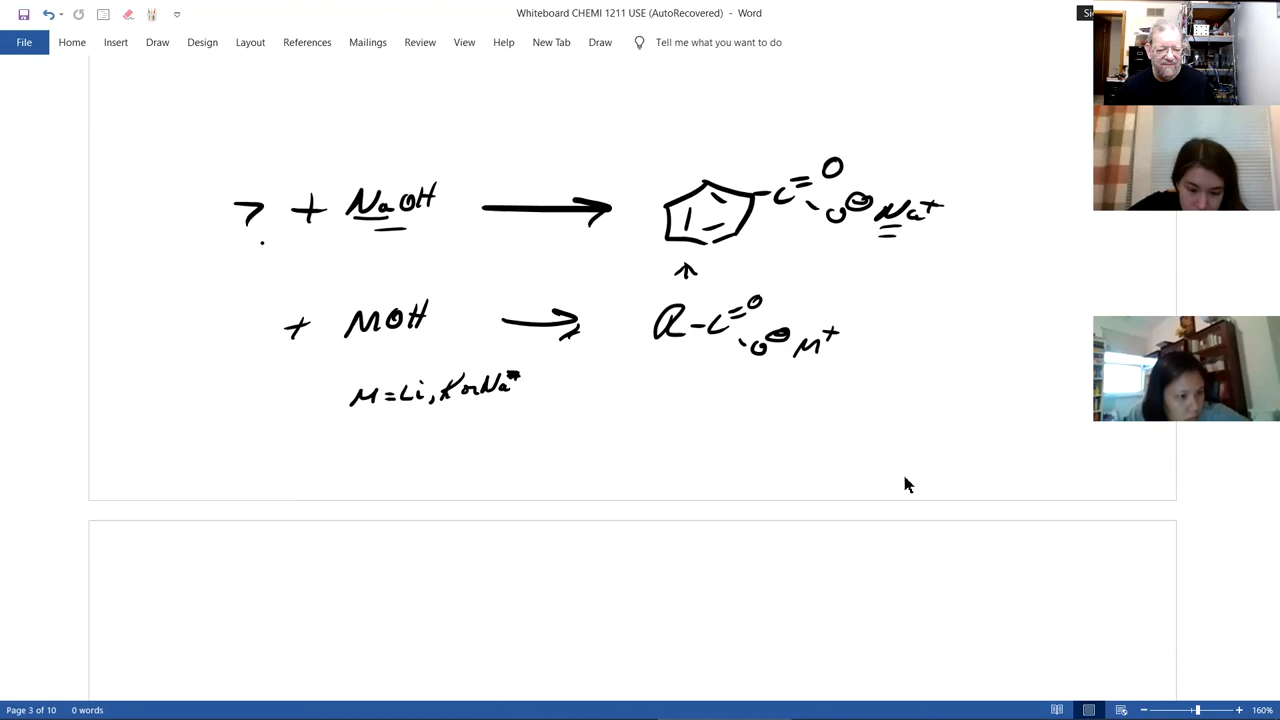 Whiteboard CHEMI 1211 USE (AutoRecovered) - Word
File Home Insert Draw Design Layout References Mailings Review View Help New Tab Draw Tell me what you want to do
? + NaOH ⟶ C=O O⊖ Na+
+ MOH ⟶ R-C=O O⊖ M+
M=Li, K or Na
Page 3 of 10 0 words 160%